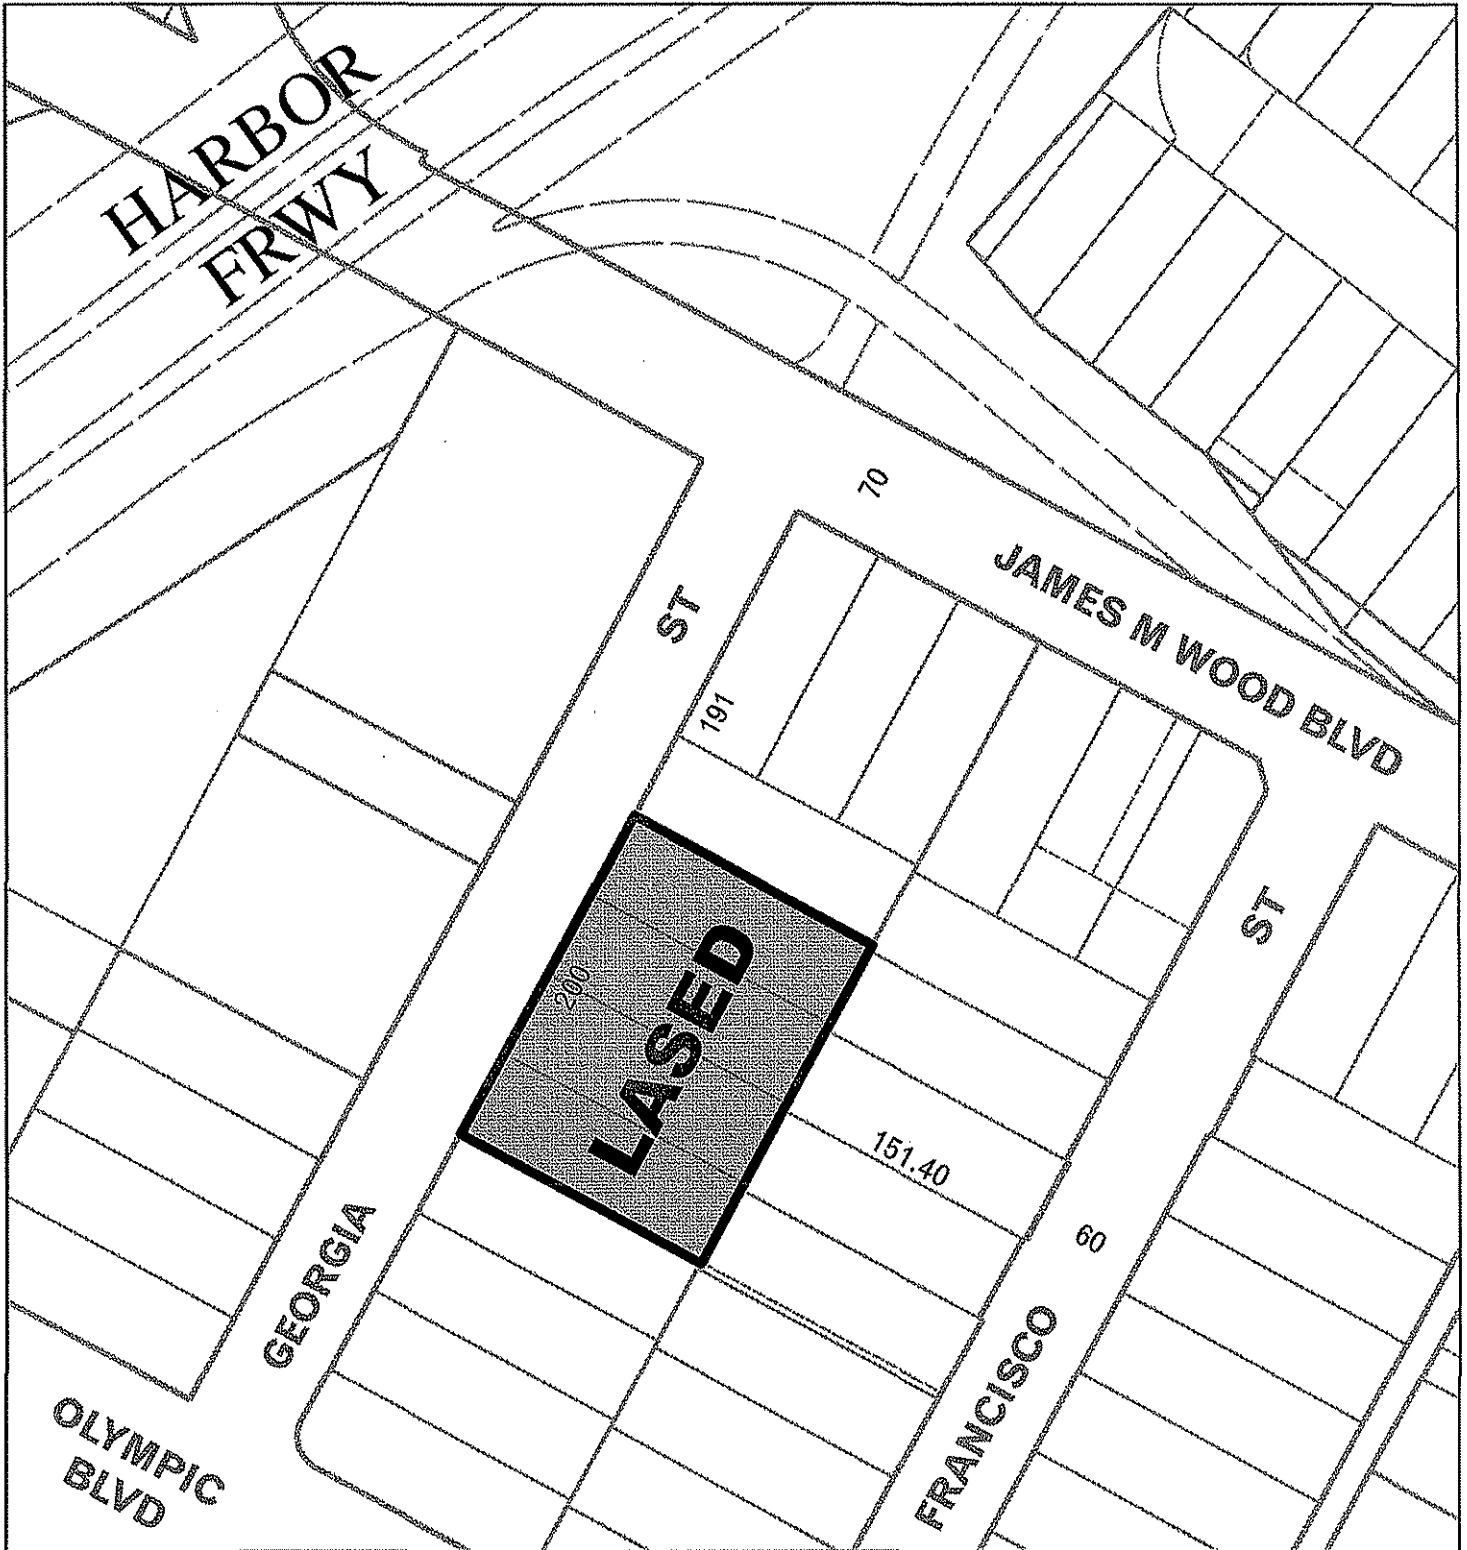 HARBOR
FRWY
70
JAMES M WOOD BLVD
ST
191
ST
200
LASED
151.40
60
GEORGIA
FRANCISCO
OLYMPIC
BLVD